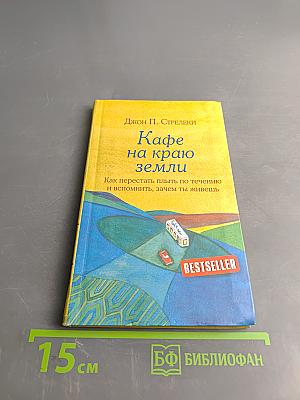 Джон П. Стрелеки
Кафе
на краю
земли
Как перестать плыть по течению
и вспомнить, зачем ты живешь
BESTSELLER
15 см
БФ БИБЛИОФАН